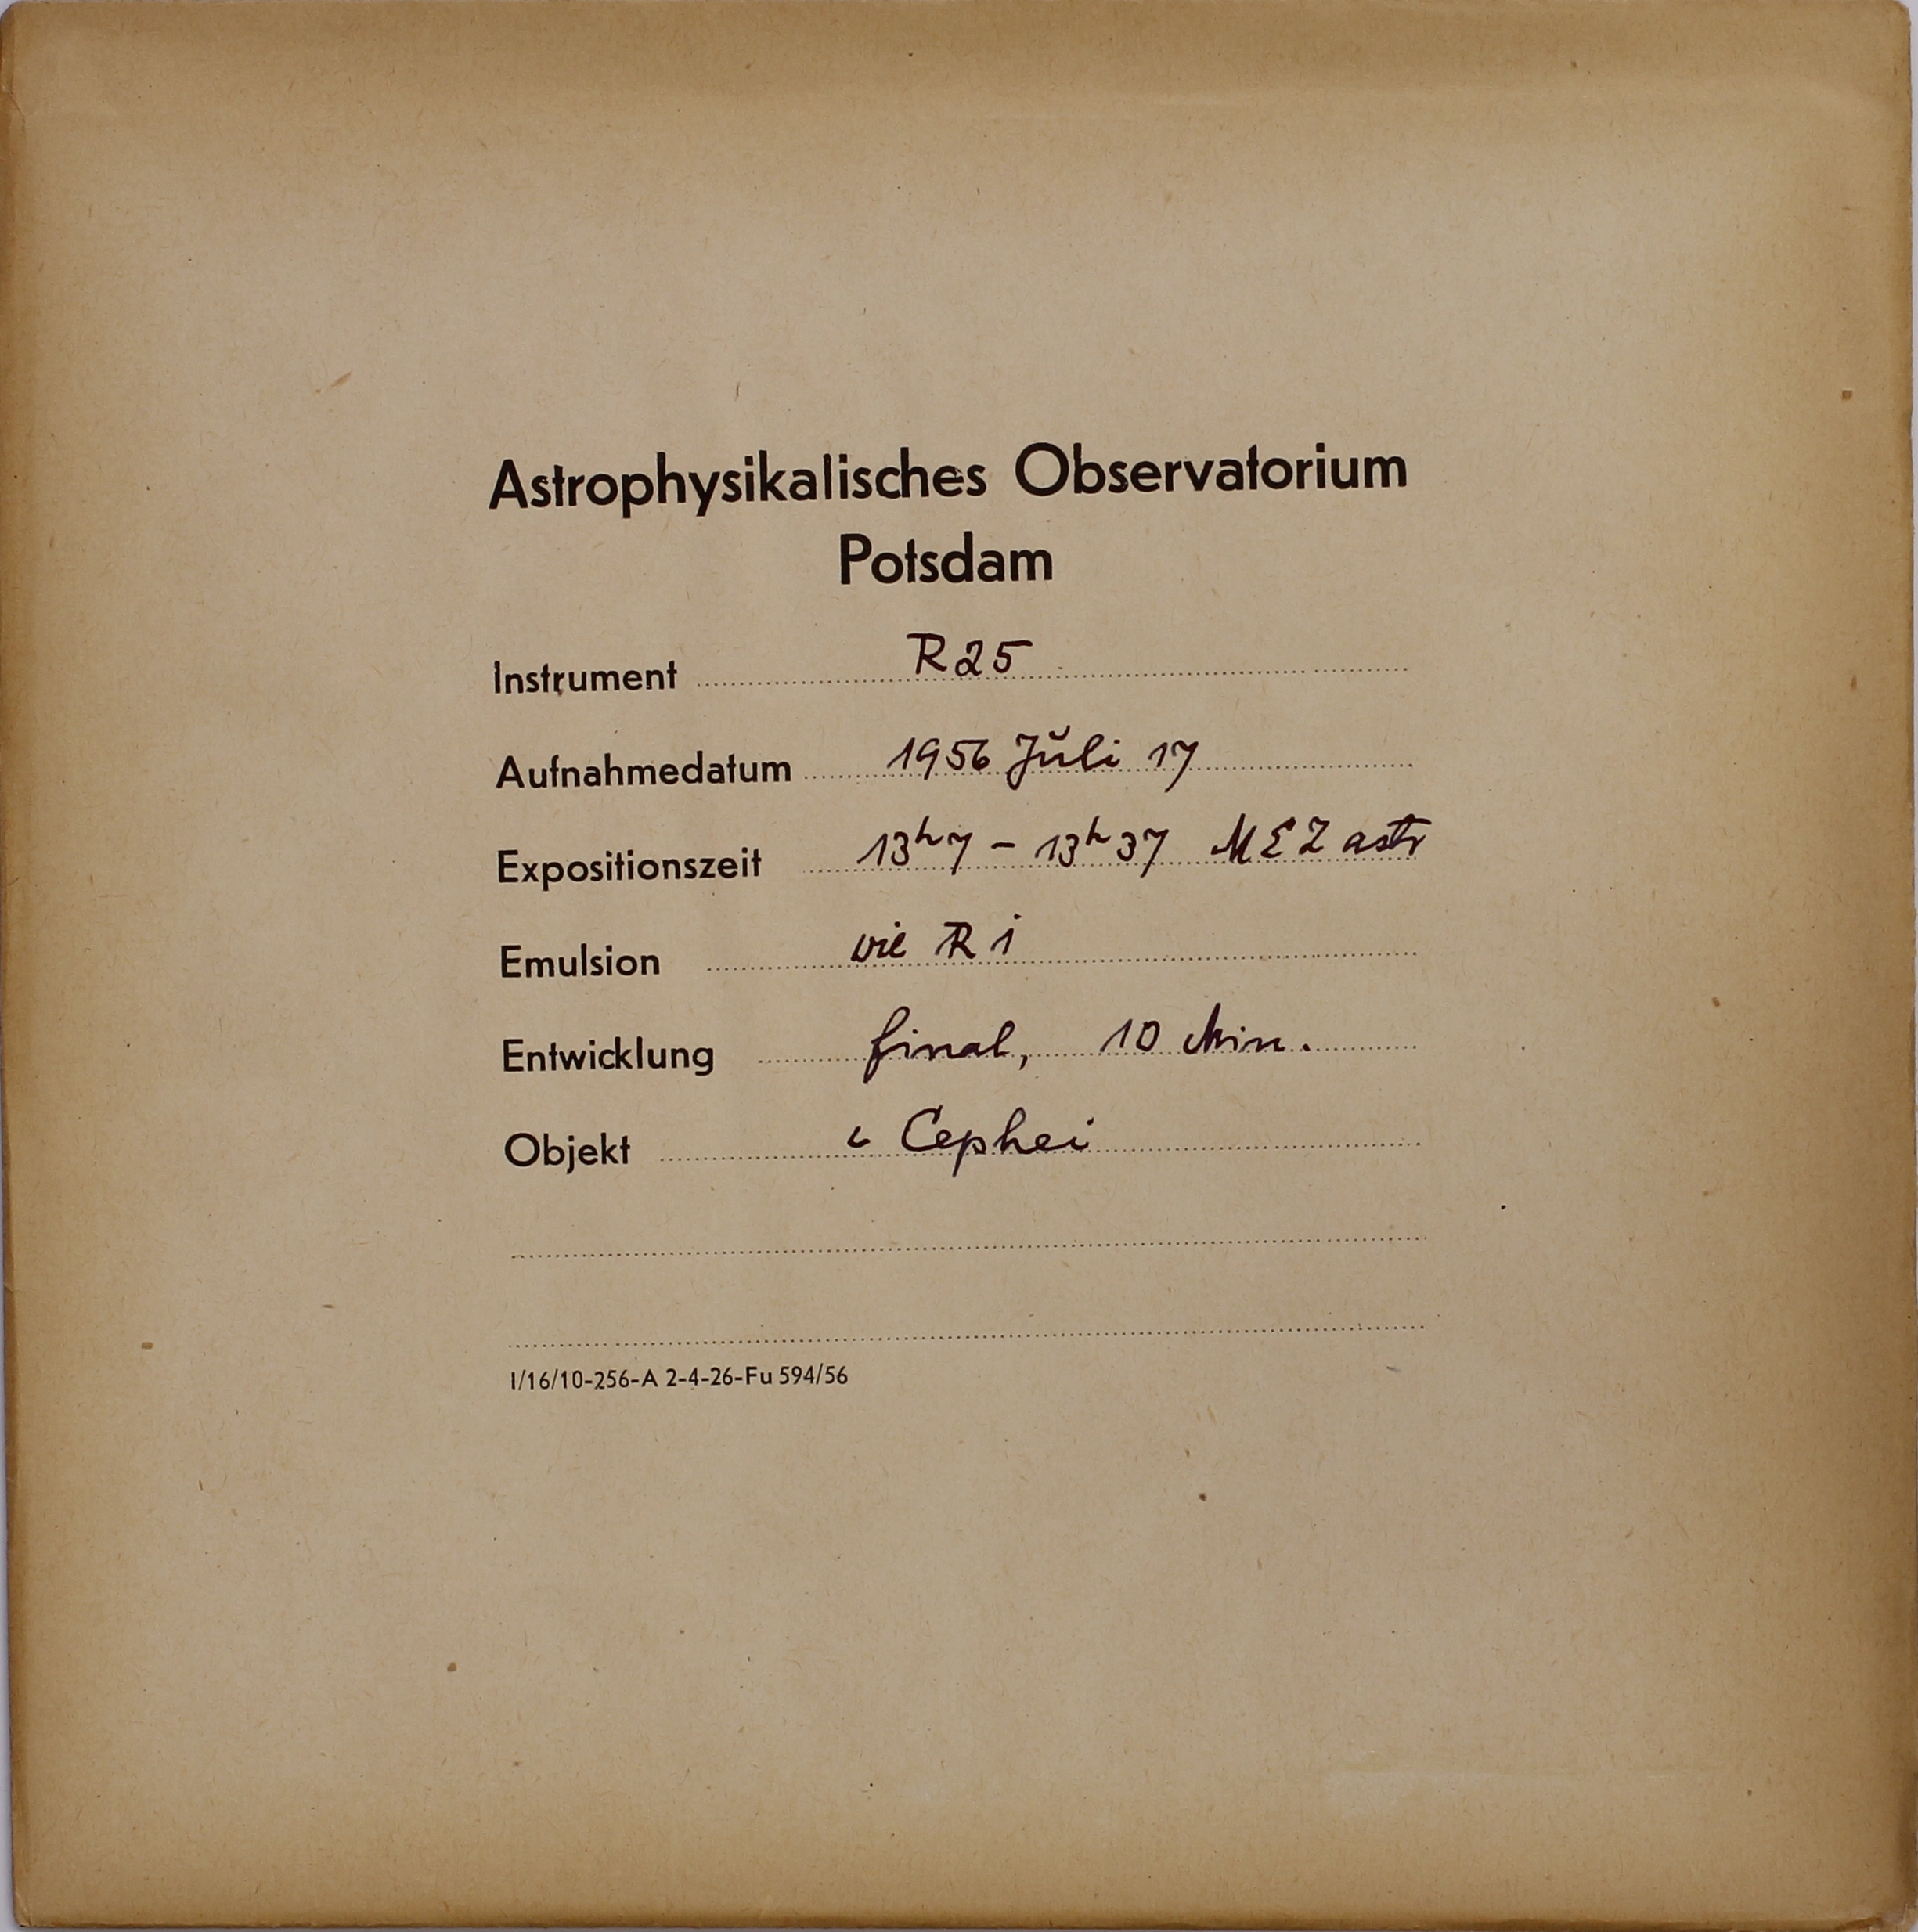 Astrophysikalisches Observatorium
Potsdam
Instrument R25
Aufnahmedatum 1956 Juli 17
Expositionszeit 13h7 – 13h37 MEZ astr
Emulsion wie R1
Entwicklung final, 10 Min.
Objekt ι Cephei
I/16/10-256-A 2-4-26-Fu 594/56